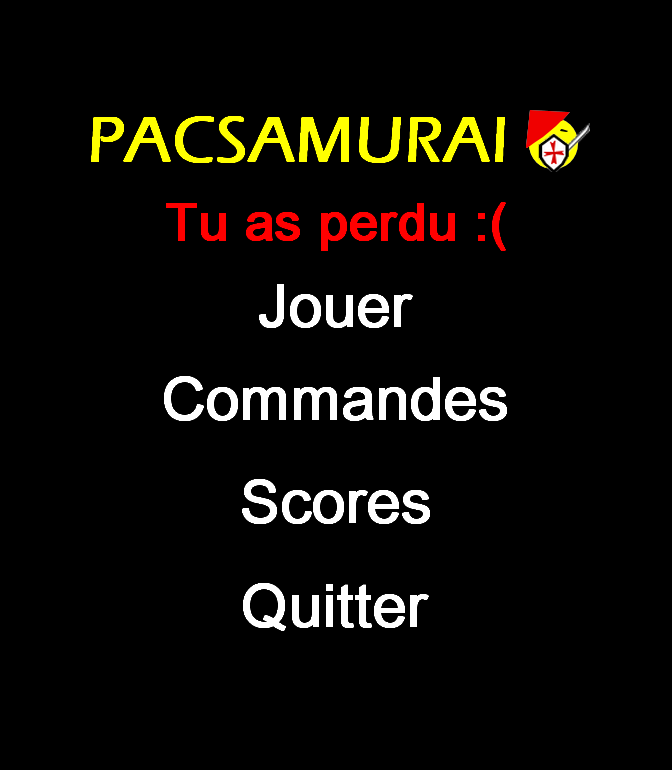 PACSAMURAI
Tu as perdu :(
Jouer
Commandes
Scores
Quitter